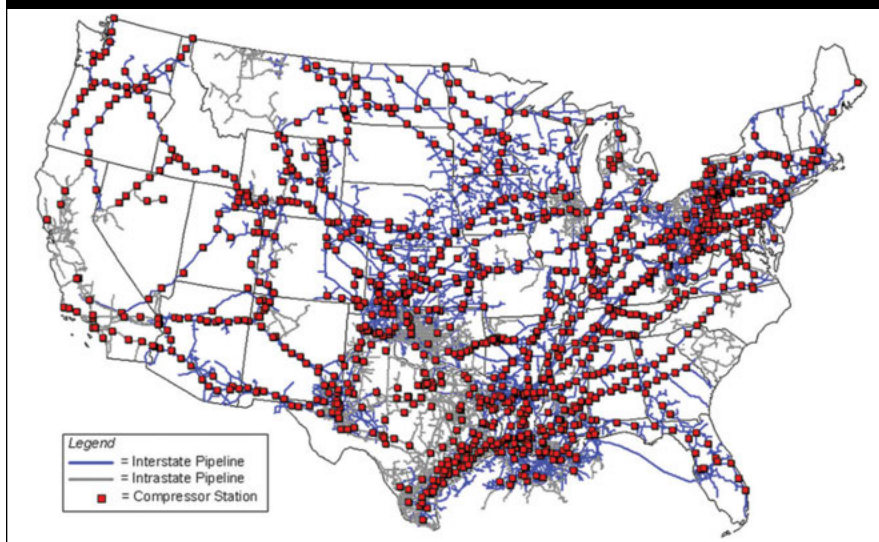 Legend
= Interstate Pipeline
= Intrastate Pipeline
= Compressor Station